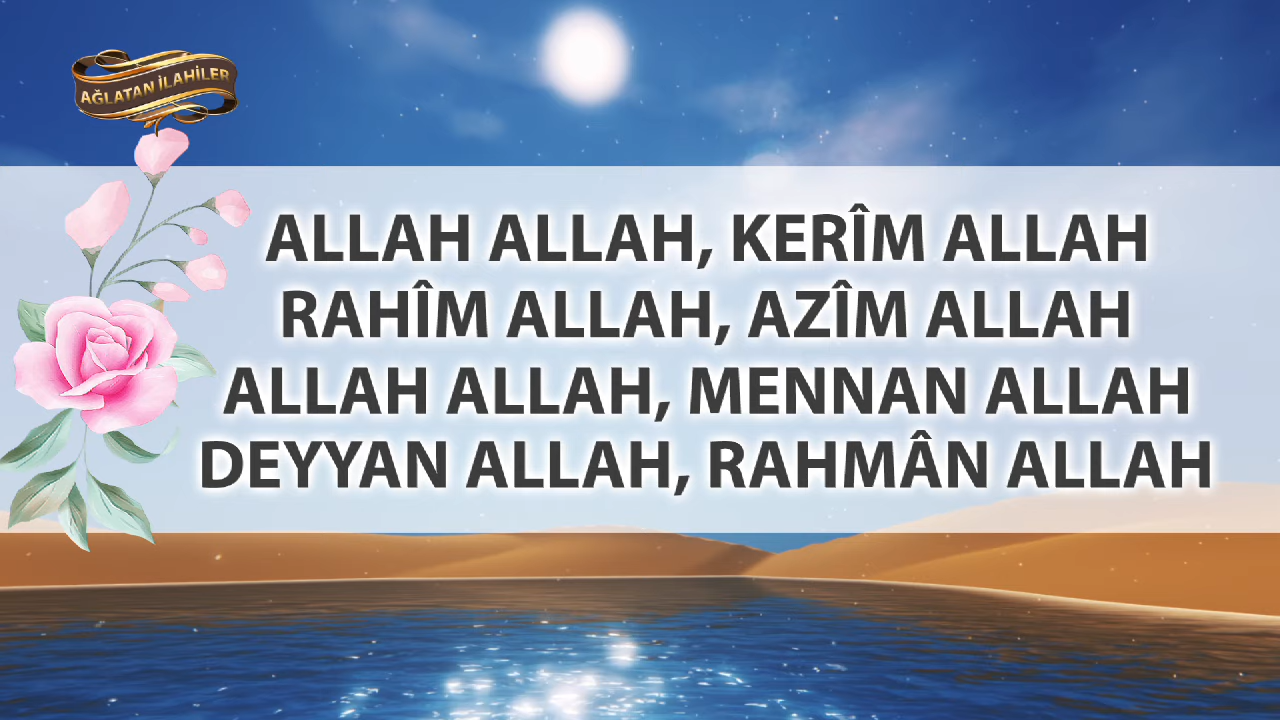 AĞLATAN İLAHİLER
ALLAH ALLAH, KERÎM ALLAH
RAHÎM ALLAH, AZÎM ALLAH
ALLAH ALLAH, MENNAN ALLAH
DEYYAN ALLAH, RAHMÂN ALLAH